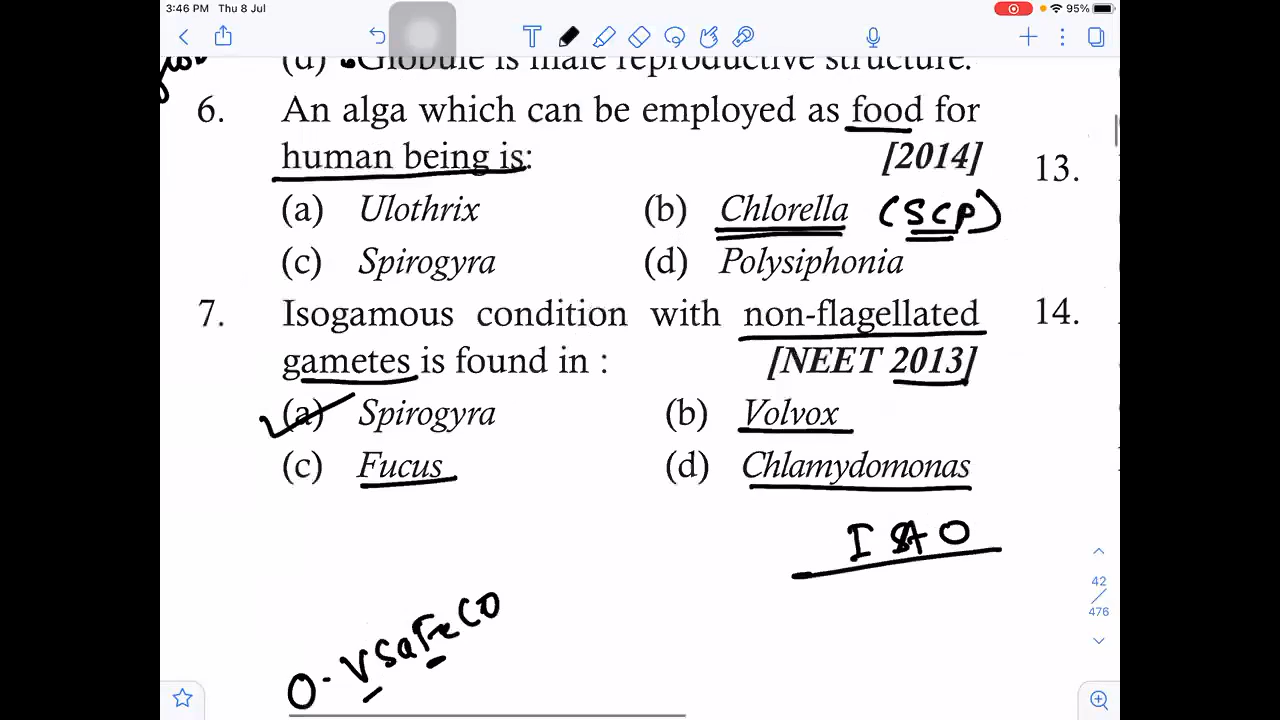 3:46 PM Thu 8 Jul
95%
T
(d) Globule is male reproductive structure.
6. An alga which can be employed as food for
human being is: [2014]
13.
(a) Ulothrix (b) Chlorella (SCP)
(c) Spirogyra (d) Polysiphonia
7. Isogamous condition with non-flagellated
14.
gametes is found in : [NEET 2013]
(a) Spirogyra (b) Volvox
(c) Fucus (d) Chlamydomonas
I A O
42
476
O- VSaFeCO